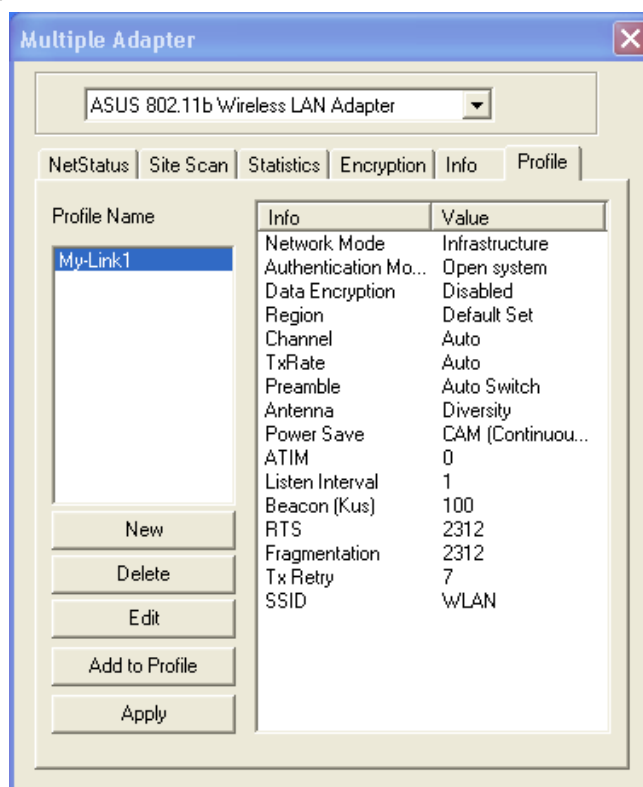 Multiple Adapter
ASUS 802.11b Wireless LAN Adapter
NetStatus Site Scan Statistics Encryption Info Profile
Profile Name
My-Link1
New
Delete
Edit
Add to Profile
Apply
Info Value
Network Mode Infrastructure
Authentication Mo... Open system
Data Encryption Disabled
Region Default Set
Channel Auto
TxRate Auto
Preamble Auto Switch
Antenna Diversity
Power Save CAM (Continuou...
ATIM 0
Listen Interval 1
Beacon (Kus) 100
RTS 2312
Fragmentation 2312
Tx Retry 7
SSID WLAN